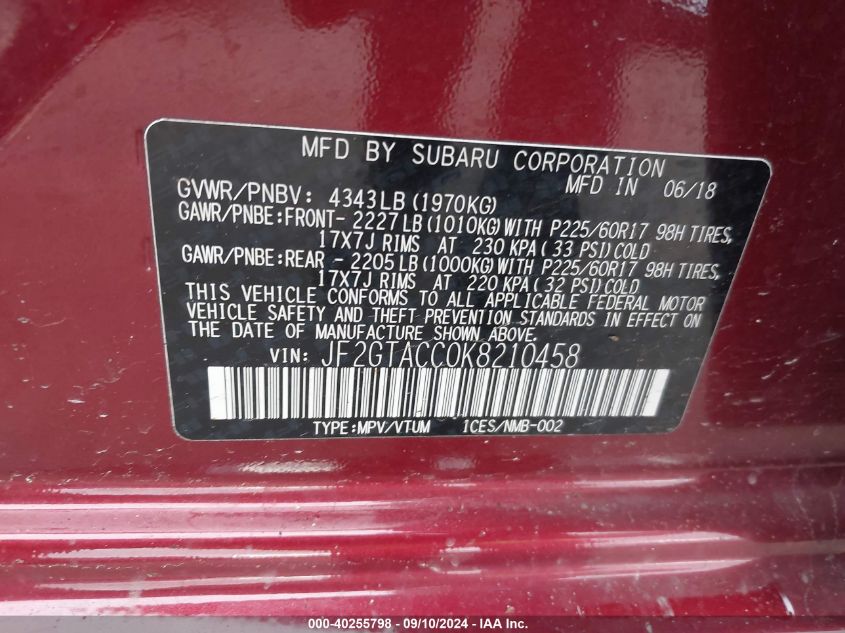 MFD BY SUBARU CORPORATION
MFD IN 06/18
GVWR/PNBV: 4343LB (1970KG)
GAWR/PNBE:FRONT- 2227LB (1010KG) WITH P225/60R17 98H TIRES,
17X7J RIMS AT 230 KPA( 33 PSI) COLD
GAWR/PNBE:REAR - 2205LB (1000KG) WITH P225/60R17 98H TIRES,
17X7J RIMS AT 220 KPA( 32 PSI) COLD
THIS VEHICLE CONFORMS TO ALL APPLICABLE FEDERAL MOTOR
VEHICLE SAFETY AND THEFT PREVENTION STANDARDS IN EFFECT ON
THE DATE OF MANUFACTURE SHOWN ABOVE.
VIN: JF2GTACC0K8210458
TYPE:MPV/VTUM ICES/NMB-002
000-40255798 - 09/10/2024 - IAA, Inc.